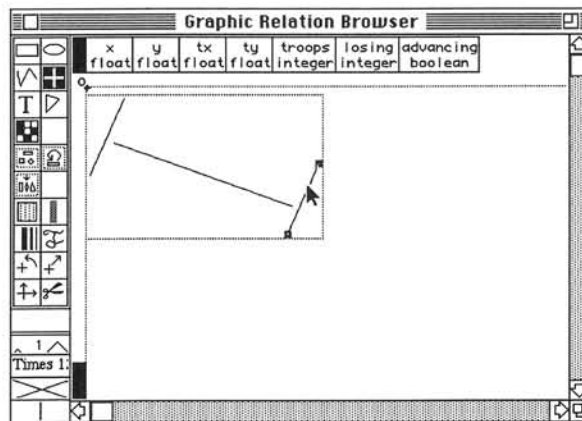 Graphic Relation Browser
x y tx ty troops losing advancing
float float float float integer integer boolean
T
1
Times 1